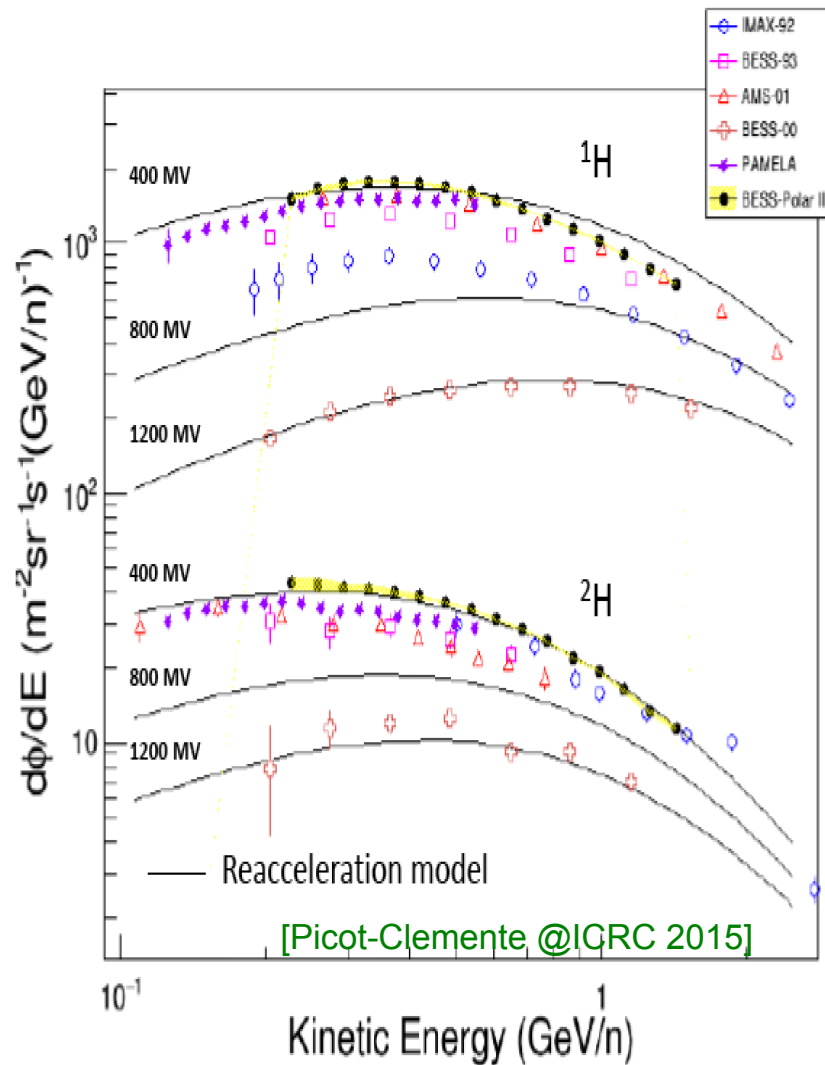 IMAX-92
BESS-93
AMS-01
BESS-00
PAMELA
BESS-Polar II
400 MV
¹H
10³
800 MV
1200 MV
10²
400 MV
²H
800 MV
10
1200 MV
Reacceleration model
[Picot-Clemente @ICRC 2015]
dϕ/dE (m⁻²sr⁻¹s⁻¹(GeV/n)⁻¹)
10⁻¹
1
Kinetic Energy (GeV/n)